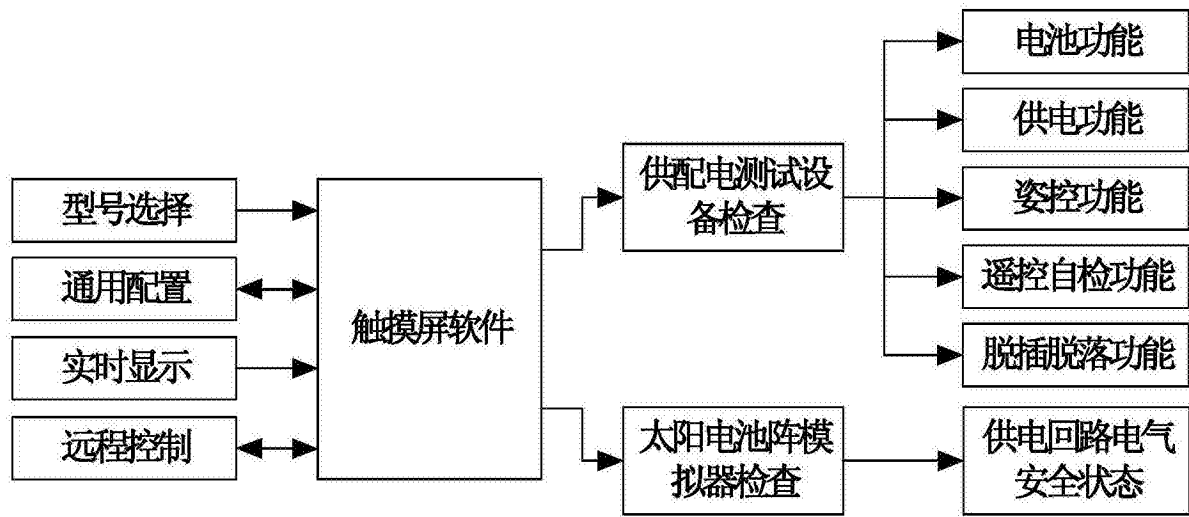 型号选择
通用配置
实时显示
远程控制
触摸屏软件
供配电测试设
备检查
太阳电池阵模
拟器检查
电池功能
供电功能
姿控功能
遥控自检功能
脱插脱落功能
供电回路电气
安全状态